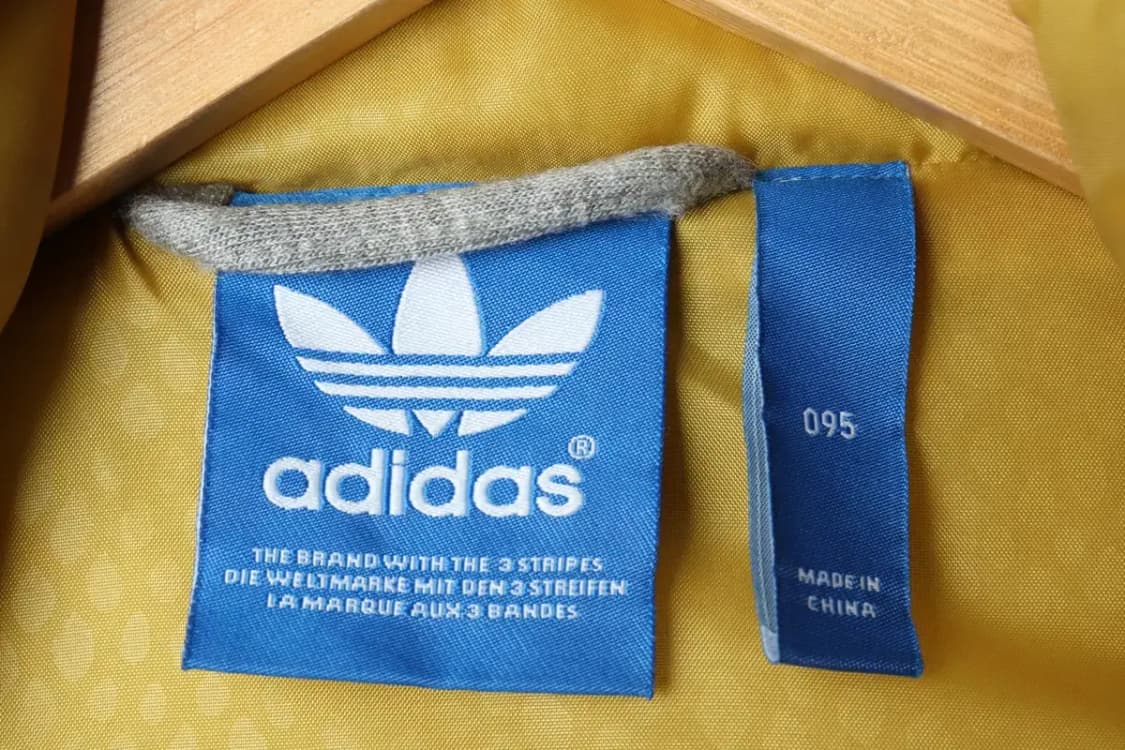 adidas®
THE BRAND WITH THE 3 STRIPES
DIE WELTMARKE MIT DEN 3 STREIFEN
LA MARQUE AUX 3 BANDES
095
MADE IN
CHINA